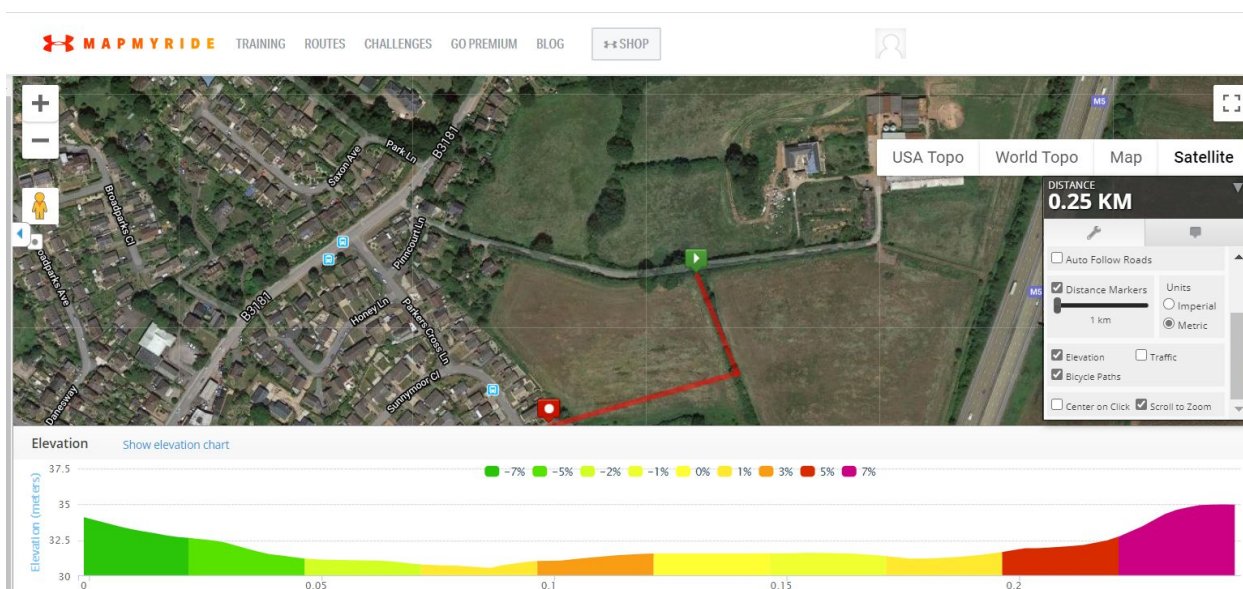 MAPMYRIDE TRAINING ROUTES CHALLENGES GO PREMIUM BLOG SHOP
+
−
M5
USA Topo World Topo Map Satellite
Park Ln
B3181
Saxon Ave
Broadparks Cl
Pinncourt Ln
B3181
Honey Ln
Parkers Cross Ln
Sunnymoor Cl
Danesway
M5
DISTANCE
0.25 KM
Auto Follow Roads
Distance Markers Units
Imperial
1 km
Metric
Elevation Traffic
Bicycle Paths
Center on Click Scroll to Zoom
Elevation Show elevation chart
Elevation (meters)
37.5
35
32.5
30
-7% -5% -2% -1% 0% 1% 3% 5% 7%
0 0.05 0.1 0.15 0.2